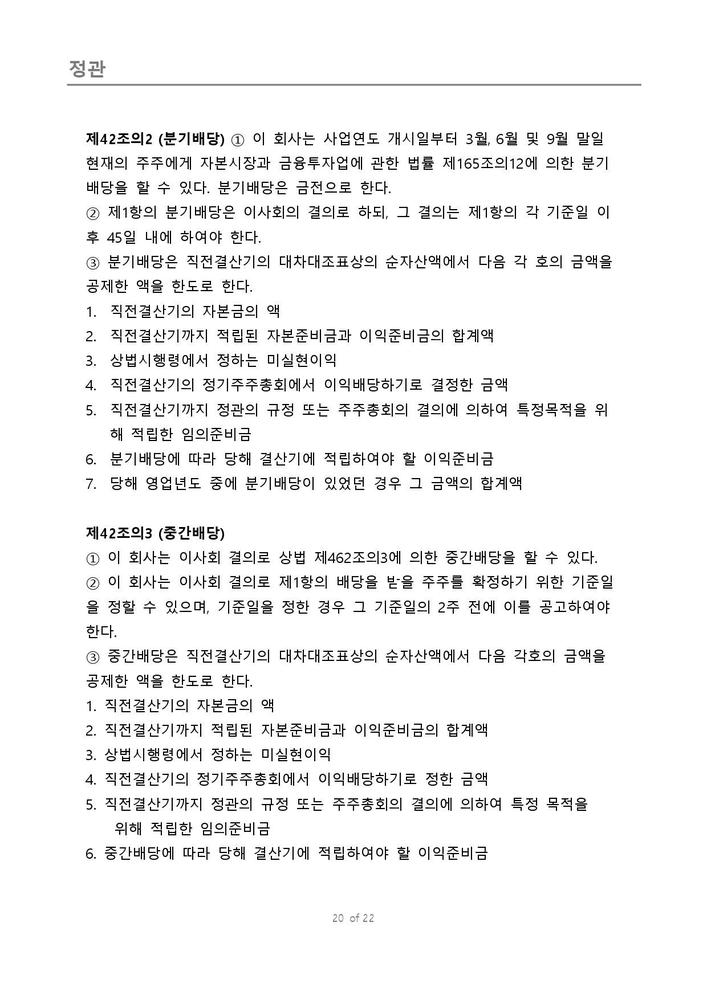 정관
제42조의2 (분기배당) ① 이 회사는 사업연도 개시일부터 3월, 6월 및 9월 말일
현재의 주주에게 자본시장과 금융투자업에 관한 법률 제165조의12에 의한 분기
배당을 할 수 있다. 분기배당은 금전으로 한다.
② 제1항의 분기배당은 이사회의 결의로 하되, 그 결의는 제1항의 각 기준일 이
후 45일 내에 하여야 한다.
③ 분기배당은 직전결산기의 대차대조표상의 순자산액에서 다음 각 호의 금액을
공제한 액을 한도로 한다.
1. 직전결산기의 자본금의 액
2. 직전결산기까지 적립된 자본준비금과 이익준비금의 합계액
3. 상법시행령에서 정하는 미실현이익
4. 직전결산기의 정기주주총회에서 이익배당하기로 결정한 금액
5. 직전결산기까지 정관의 규정 또는 주주총회의 결의에 의하여 특정목적을 위
해 적립한 임의준비금
6. 분기배당에 따라 당해 결산기에 적립하여야 할 이익준비금
7. 당해 영업년도 중에 분기배당이 있었던 경우 그 금액의 합계액
제42조의3 (중간배당)
① 이 회사는 이사회 결의로 상법 제462조의3에 의한 중간배당을 할 수 있다.
② 이 회사는 이사회 결의로 제1항의 배당을 받을 주주를 확정하기 위한 기준일
을 정할 수 있으며, 기준일을 정한 경우 그 기준일의 2주 전에 이를 공고하여야
한다.
③ 중간배당은 직전결산기의 대차대조표상의 순자산액에서 다음 각호의 금액을
공제한 액을 한도로 한다.
1. 직전결산기의 자본금의 액
2. 직전결산기까지 적립된 자본준비금과 이익준비금의 합계액
3. 상법시행령에서 정하는 미실현이익
4. 직전결산기의 정기주주총회에서 이익배당하기로 정한 금액
5. 직전결산기까지 정관의 규정 또는 주주총회의 결의에 의하여 특정 목적을
위해 적립한 임의준비금
6. 중간배당에 따라 당해 결산기에 적립하여야 할 이익준비금
20 of 22